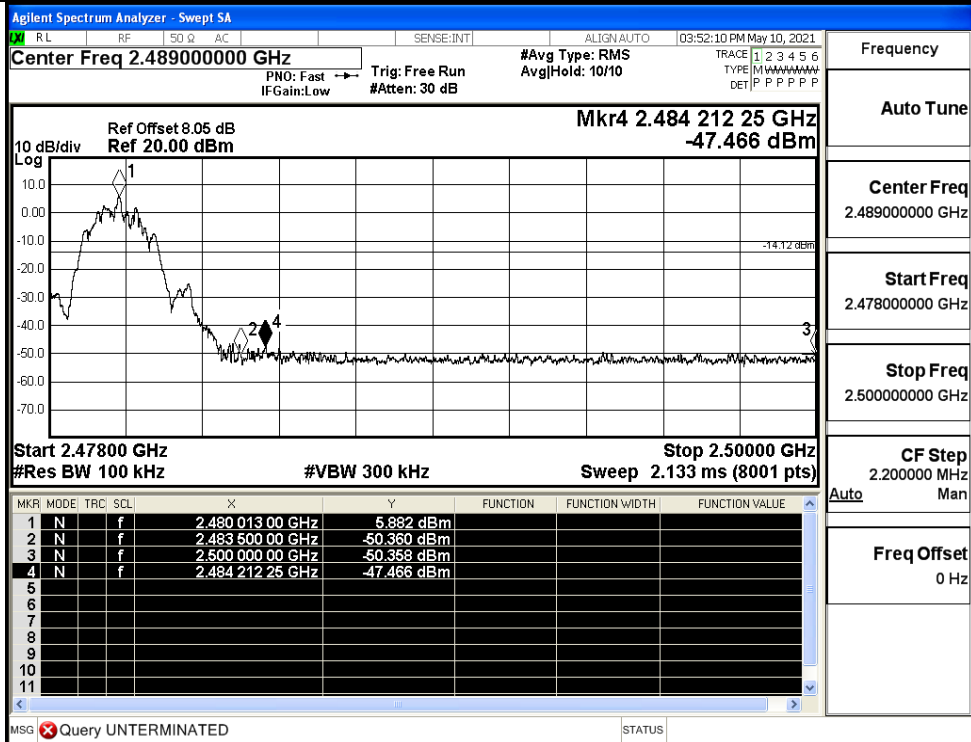 Agilent Spectrum Analyzer - Swept SA
LXI RL RF 50 Ω AC SENSE:INT ALIGN AUTO 03:52:10 PM May 10, 2021
Center Freq 2.489000000 GHz
PNO: Fast
IFGain:Low
Trig: Free Run
#Atten: 30 dB
#Avg Type: RMS
Avg|Hold: 10/10
TRACE 1 2 3 4 5 6
TYPE M WWWWW
DET P P P P P P
Mkr4 2.484 212 25 GHz
-47.466 dBm
Ref Offset 8.05 dB
10 dB/div Ref 20.00 dBm
Log
10.0
0.00
-10.0
-20.0
-30.0
-40.0
-50.0
-60.0
-70.0
1
2
4
3
-14.12 dBm
Start 2.47800 GHz Stop 2.50000 GHz
#Res BW 100 kHz #VBW 300 kHz Sweep 2.133 ms (8001 pts)
MKR MODE TRC SCL X Y FUNCTION FUNCTION WIDTH FUNCTION VALUE
1 N f 2.480 013 00 GHz 5.882 dBm
2 N f 2.483 500 00 GHz -50.360 dBm
3 N f 2.500 000 00 GHz -50.358 dBm
4 N f 2.484 212 25 GHz -47.466 dBm
5
6
7
8
9
10
11
MSG Query UNTERMINATED STATUS
Frequency
Auto Tune
Center Freq
2.489000000 GHz
Start Freq
2.478000000 GHz
Stop Freq
2.500000000 GHz
CF Step
2.200000 MHz
Auto Man
Freq Offset
0 Hz